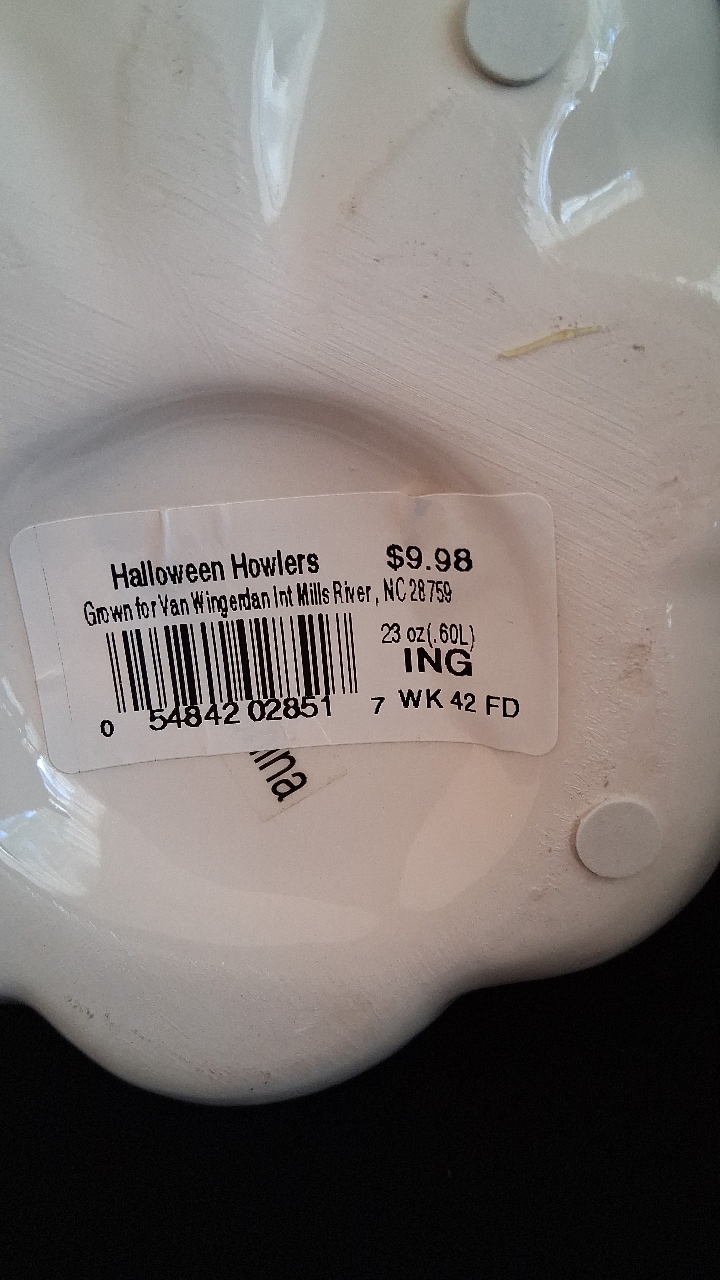 Halloween Howlers $9.98
Grown for Van Wingerdan Int Mills River, NC 28759
23 oz(.60L)
ING
0 54842 02851 7 WK 42 FD
ina